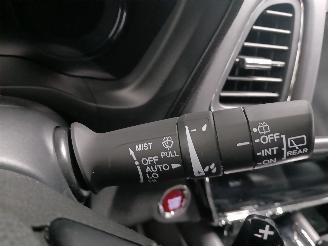 MIST
PULL
OFF
AUTO
LO
OFF
INT
ON
REAR